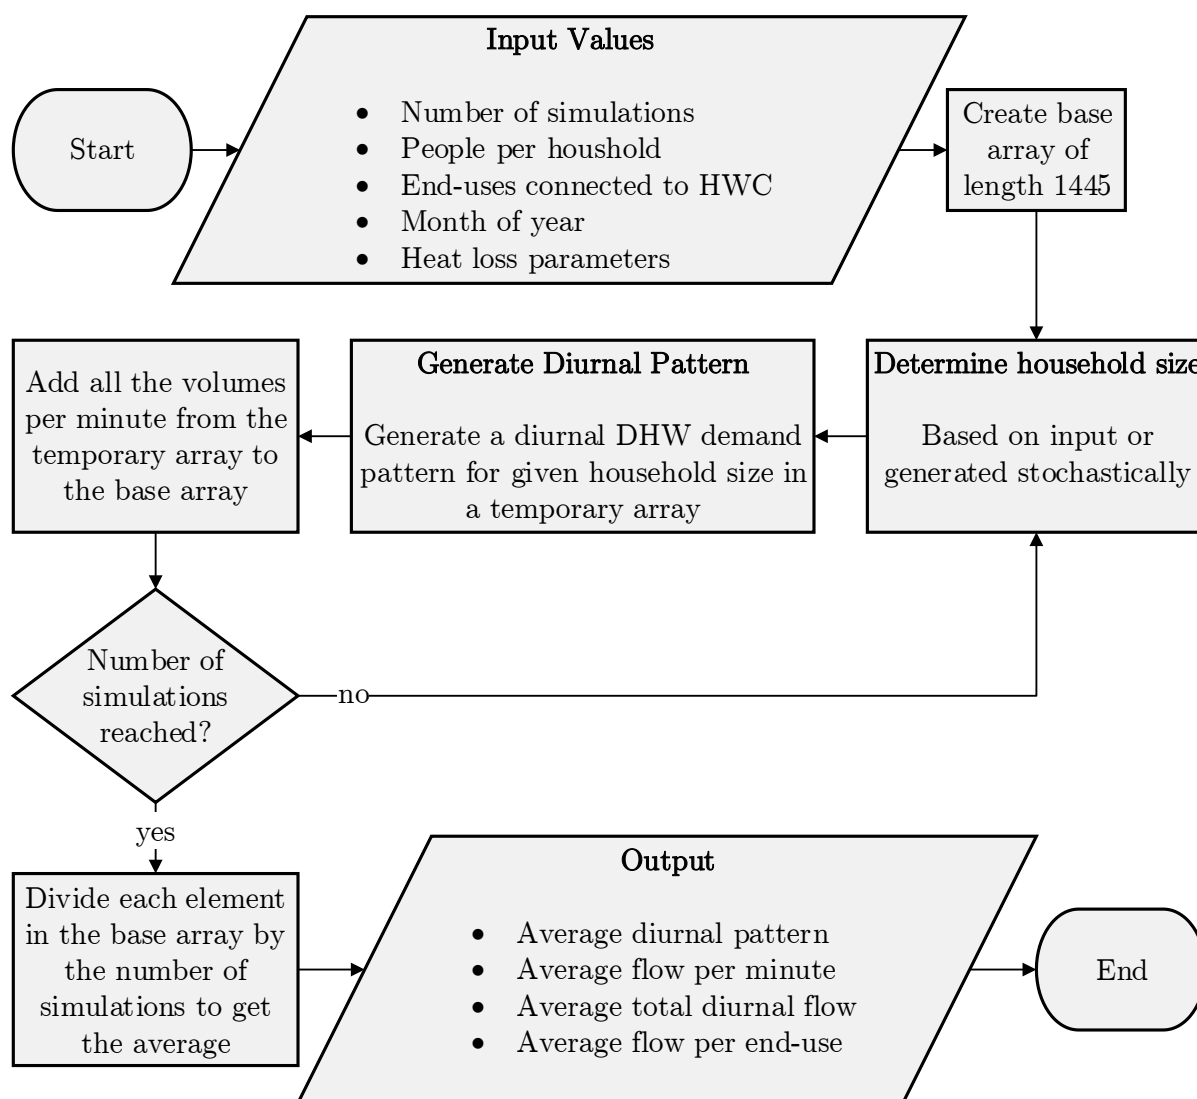 Start
Input Values
• Number of simulations
• People per houshold
• End-uses connected to HWC
• Month of year
• Heat loss parameters
Create base
array of
length 1445
Determine household size
Based on input or
generated stochastically
Generate Diurnal Pattern
Generate a diurnal DHW demand
pattern for given household size in
a temporary array
Add all the volumes
per minute from the
temporary array to
the base array
Number of
simulations
reached?
no
yes
Divide each element
in the base array by
the number of
simulations to get
the average
Output
• Average diurnal pattern
• Average flow per minute
• Average total diurnal flow
• Average flow per end-use
End